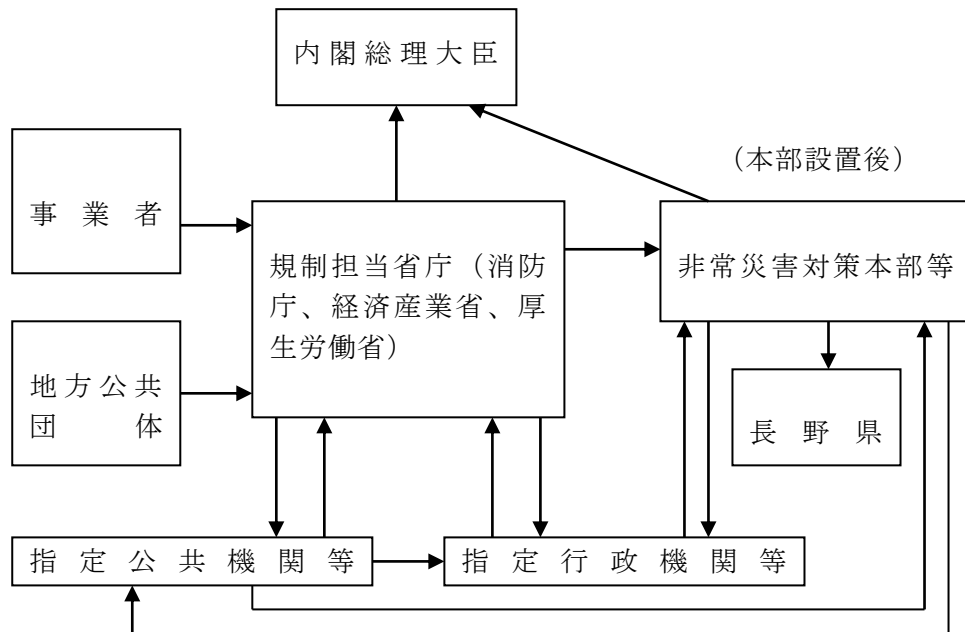 内閣総理大臣
（本部設置後）
事業者
規制担当省庁（消防
庁、経済産業省、厚
生労働省）
非常災害対策本部等
地方公共
団体
長野県
指定公共機関等
指定行政機関等